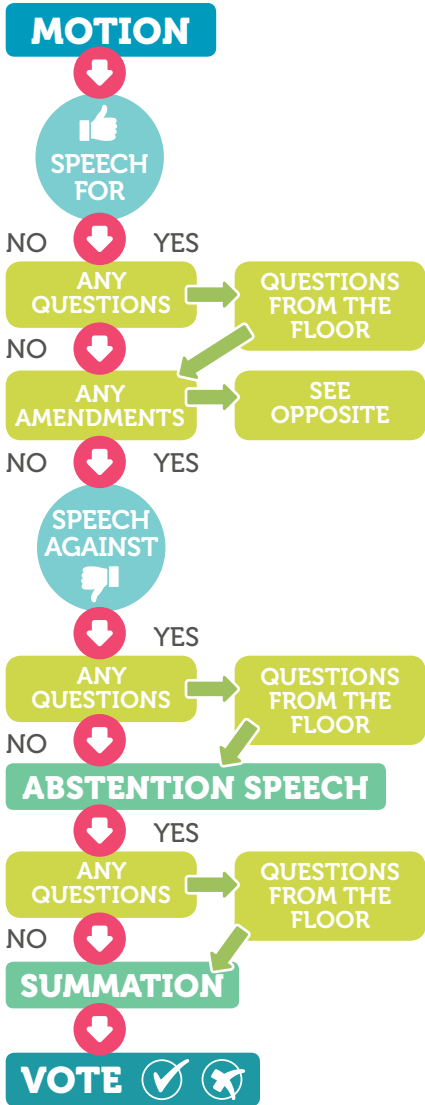 MOTION
SPEECH
FOR
NO
YES
ANY
QUESTIONS
QUESTIONS
FROM THE
FLOOR
NO
ANY
AMENDMENTS
SEE
OPPOSITE
NO
YES
SPEECH
AGAINST
YES
ANY
QUESTIONS
QUESTIONS
FROM THE
FLOOR
NO
ABSTENTION SPEECH
YES
ANY
QUESTIONS
QUESTIONS
FROM THE
FLOOR
NO
SUMMATION
VOTE